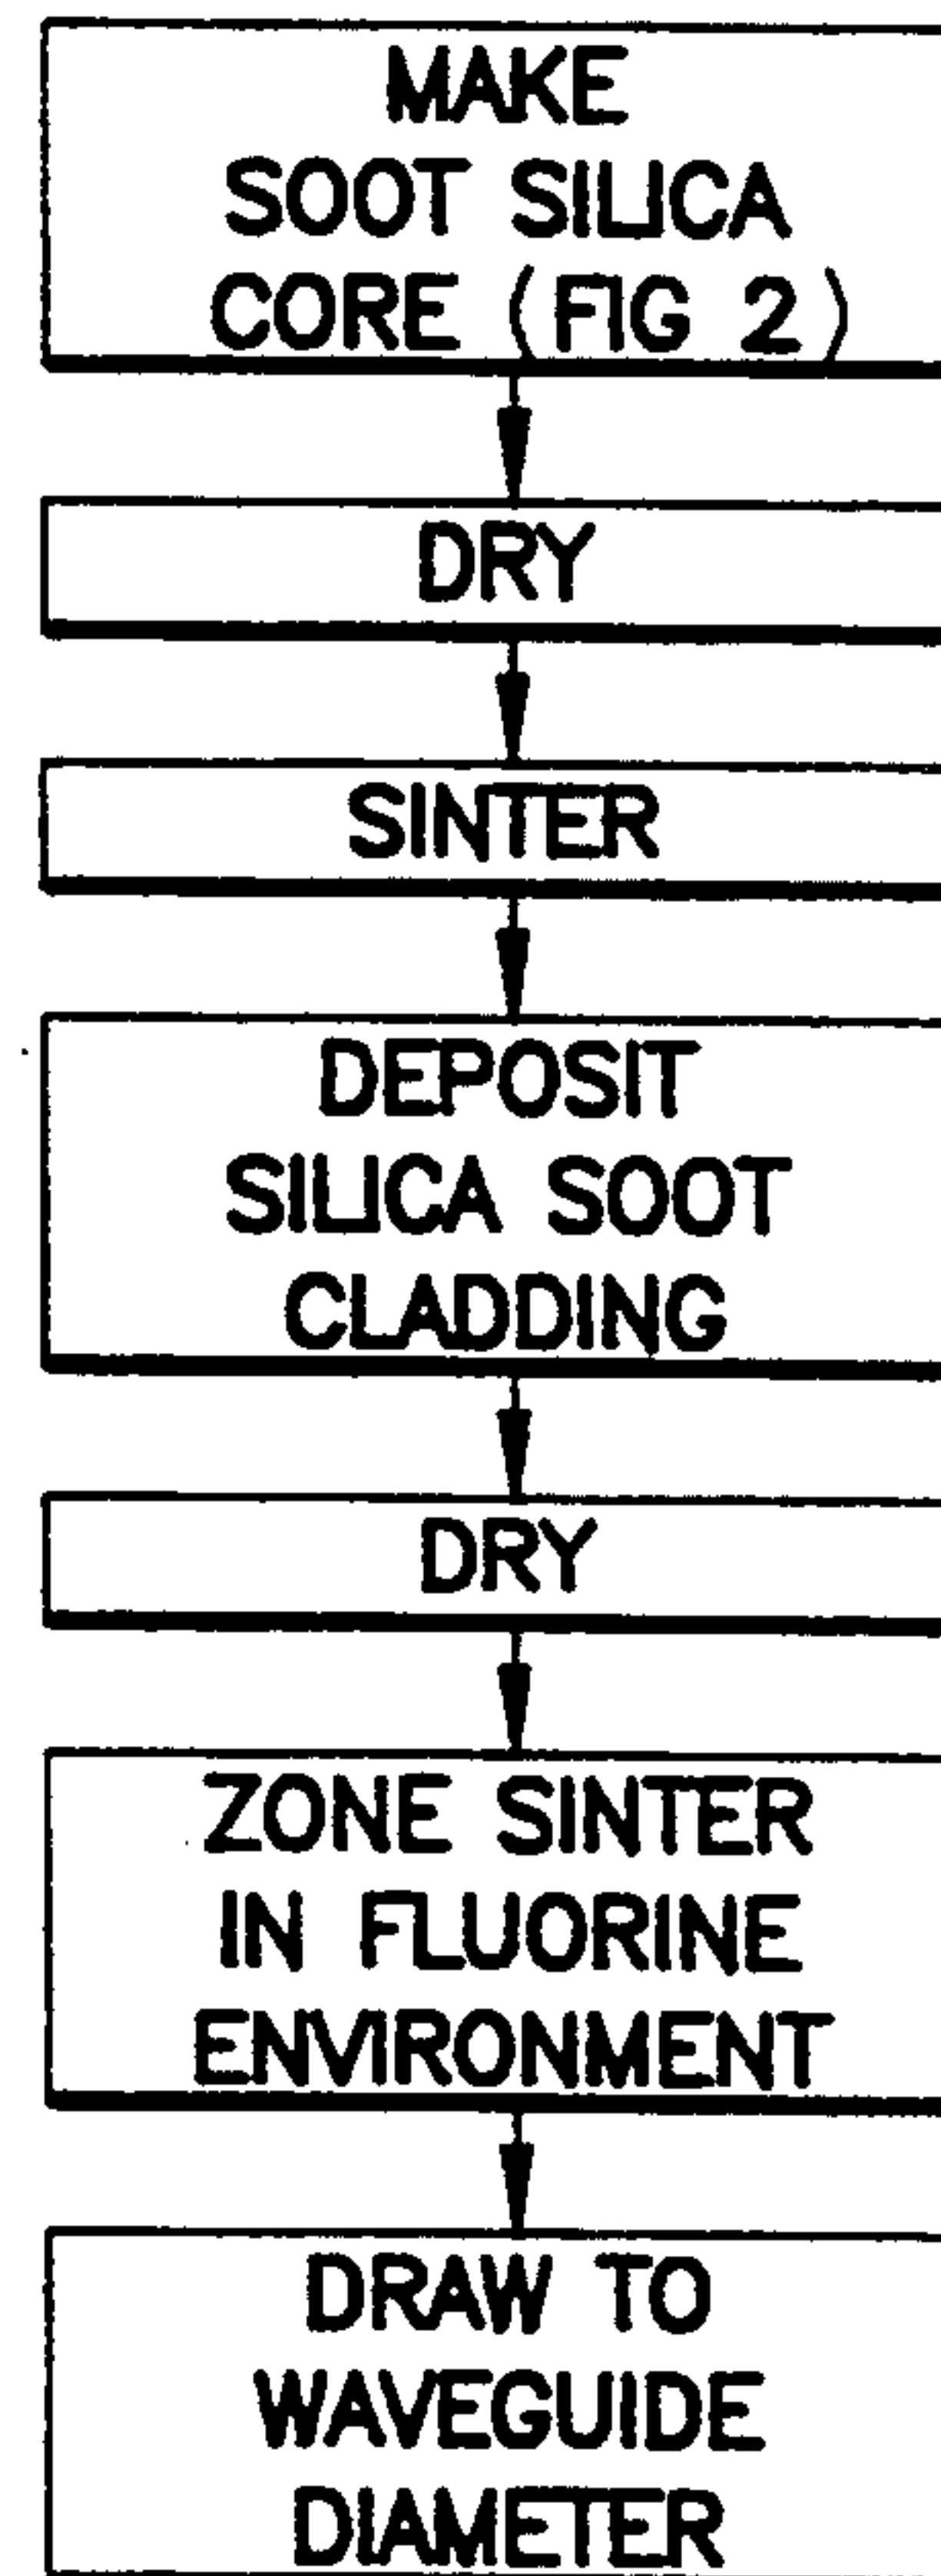 MAKE
SOOT SILICA
CORE (FIG 2)
DRY
SINTER
DEPOSIT
SILICA SOOT
CLADDING
DRY
ZONE SINTER
IN FLUORINE
ENVIRONMENT
DRAW TO
WAVEGUIDE
DIAMETER